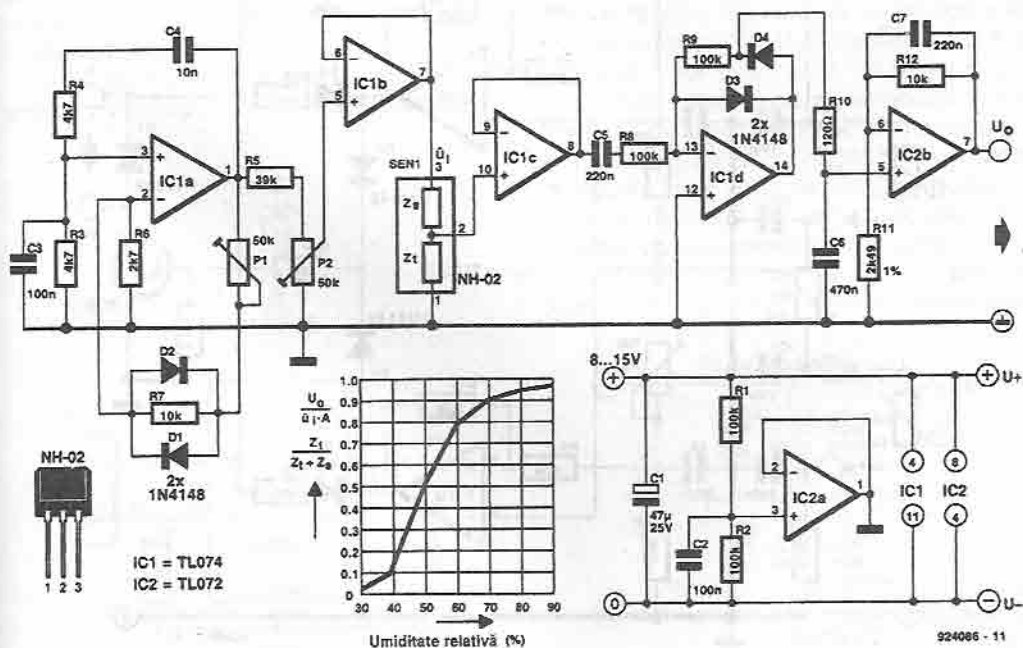 C4
10n
R4
4k7
C3
100n
R3
4k7
3
+
2
−
IC1a
1
R6
2k7
R5
39k
50k
P1
P2
50k
D2
R7
10k
D1
2x
1N4148
6
−
5
+
IC1b
7
SEN1
ûi
3
Zs
2
Zt
1
NH-02
9
−
10
+
IC1c
8
C5
220n
R8
100k
R9
100k
D4
D3
2x
1N4148
13
−
12
+
IC1d
14
R10
120Ω
C6
470n
C7
220n
R12
10k
6
−
5
+
IC2b
7
Uo
R11
2k49
1%
NH-02
1 2 3
IC1 = TL074
IC2 = TL072
Uo
ûi·A
Zt
Zt + Zs
1.0
0.9
0.8
0.7
0.6
0.5
0.4
0.3
0.2
0.1
0
30 40 50 60 70 80 90
Umiditate relativă (%)
8...15V
+
0
C1
47µ
25V
R1
100k
R2
100k
C2
100n
2
−
3
+
IC2a
1
4
IC1
11
8
IC2
4
+ U+
− U−
924086 - 11